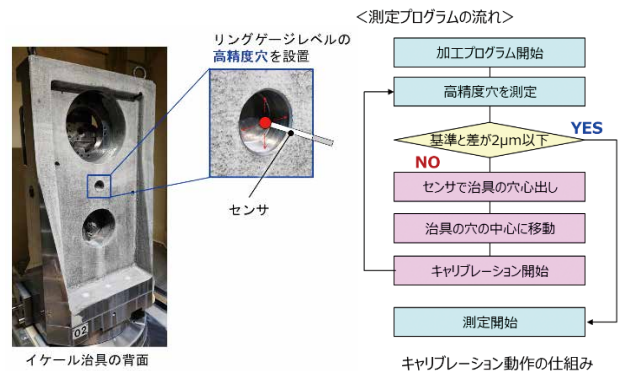 リングゲージレベルの
高精度穴を設置
センサ
02
イケール治具の背面
<測定プログラムの流れ>
加工プログラム開始
高精度穴を測定
基準と差が2μm以下
YES
NO
センサで治具の穴心出し
治具の穴の中心に移動
キャリブレーション開始
測定開始
キャリブレーション動作の仕組み